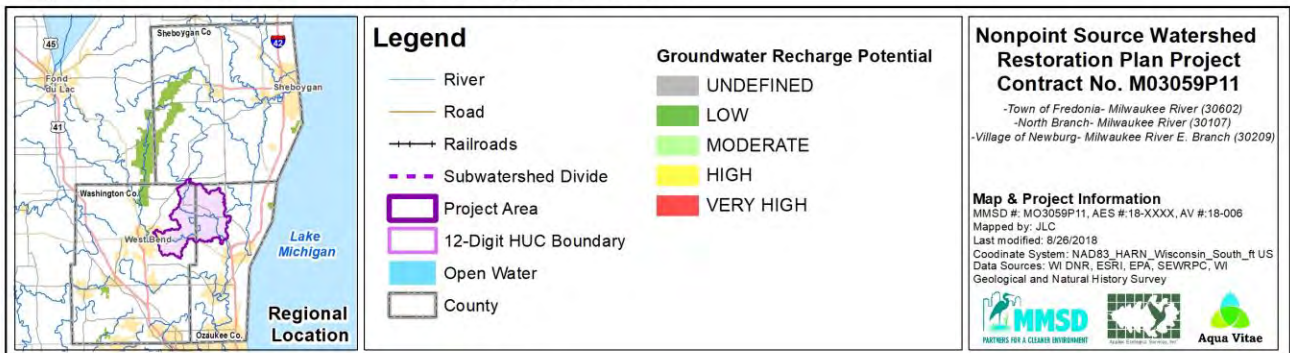 Sheboygan Co
45
42
Fond
du Lac
Sheboygan
41
Washington Co.
West Bend
Lake
Michigan
Ozaukee Co.
Regional
Location
Legend
River
Road
Railroads
Subwatershed Divide
Project Area
12-Digit HUC Boundary
Open Water
County
Groundwater Recharge Potential
UNDEFINED
LOW
MODERATE
HIGH
VERY HIGH
Nonpoint Source Watershed
Restoration Plan Project
Contract No. M03059P11
-Town of Fredonia- Milwaukee River (30602)
-North Branch- Milwaukee River (30107)
-Village of Newburg- Milwaukee River E. Branch (30209)
Map & Project Information
MMSD #: MO3059P11, AES #:18-XXXX, AV #:18-006
Mapped by: JLC
Last modified: 8/26/2018
Coodinate System: NAD83_HARN_Wisconsin_South_ft US
Data Sources: WI DNR, ESRI, EPA, SEWRPC, WI
Geological and Natural History Survey
MMSD
PARTNERS FOR A CLEANER ENVIRONMENT
Applied Ecological Services, Inc.
Aqua Vitae